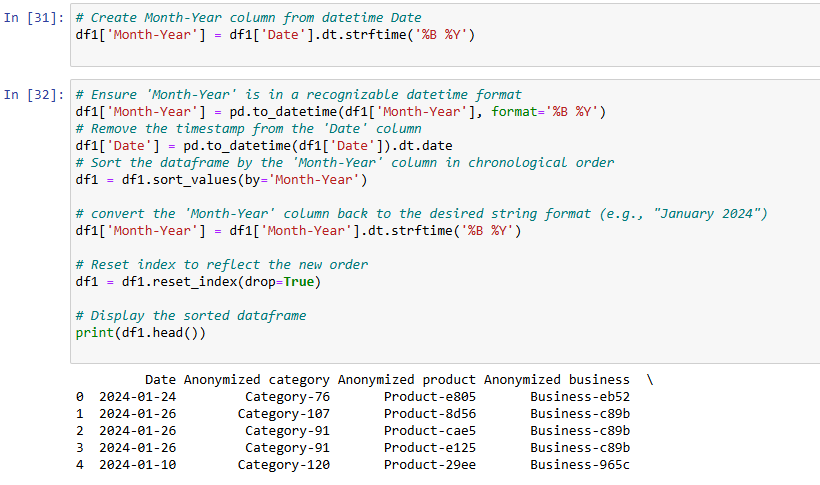 In [31]: # Create Month-Year column from datetime Date
df1['Month-Year'] = df1['Date'].dt.strftime('%B %Y')
In [32]: # Ensure 'Month-Year' is in a recognizable datetime format
df1['Month-Year'] = pd.to_datetime(df1['Month-Year'], format='%B %Y')
# Remove the timestamp from the 'Date' column
df1['Date'] = pd.to_datetime(df1['Date']).dt.date
# Sort the dataframe by the 'Month-Year' column in chronological order
df1 = df1.sort_values(by='Month-Year')
# convert the 'Month-Year' column back to the desired string format (e.g., "January 2024")
df1['Month-Year'] = df1['Month-Year'].dt.strftime('%B %Y')
# Reset index to reflect the new order
df1 = df1.reset_index(drop=True)
# Display the sorted dataframe
print(df1.head())
Date Anonymized category Anonymized product Anonymized business \
0 2024-01-24 Category-76 Product-e805 Business-eb52
1 2024-01-26 Category-107 Product-8d56 Business-c89b
2 2024-01-26 Category-91 Product-cae5 Business-c89b
3 2024-01-26 Category-91 Product-e125 Business-c89b
4 2024-01-10 Category-120 Product-29ee Business-965c